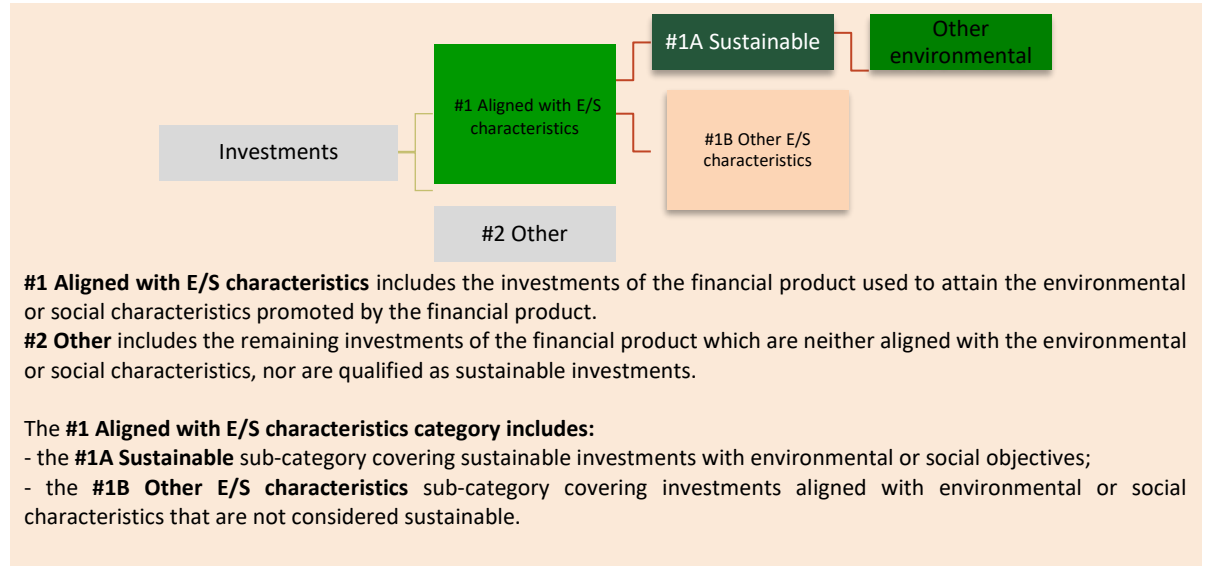 #1A Sustainable
Other
environmental
#1 Aligned with E/S
characteristics
Investments
#1B Other E/S
characteristics
#2 Other
#1 Aligned with E/S characteristics includes the investments of the financial product used to attain the environmental
or social characteristics promoted by the financial product.
#2 Other includes the remaining investments of the financial product which are neither aligned with the environmental
or social characteristics, nor are qualified as sustainable investments.
The #1 Aligned with E/S characteristics category includes:
- the #1A Sustainable sub-category covering sustainable investments with environmental or social objectives;
- the #1B Other E/S characteristics sub-category covering investments aligned with environmental or social
characteristics that are not considered sustainable.